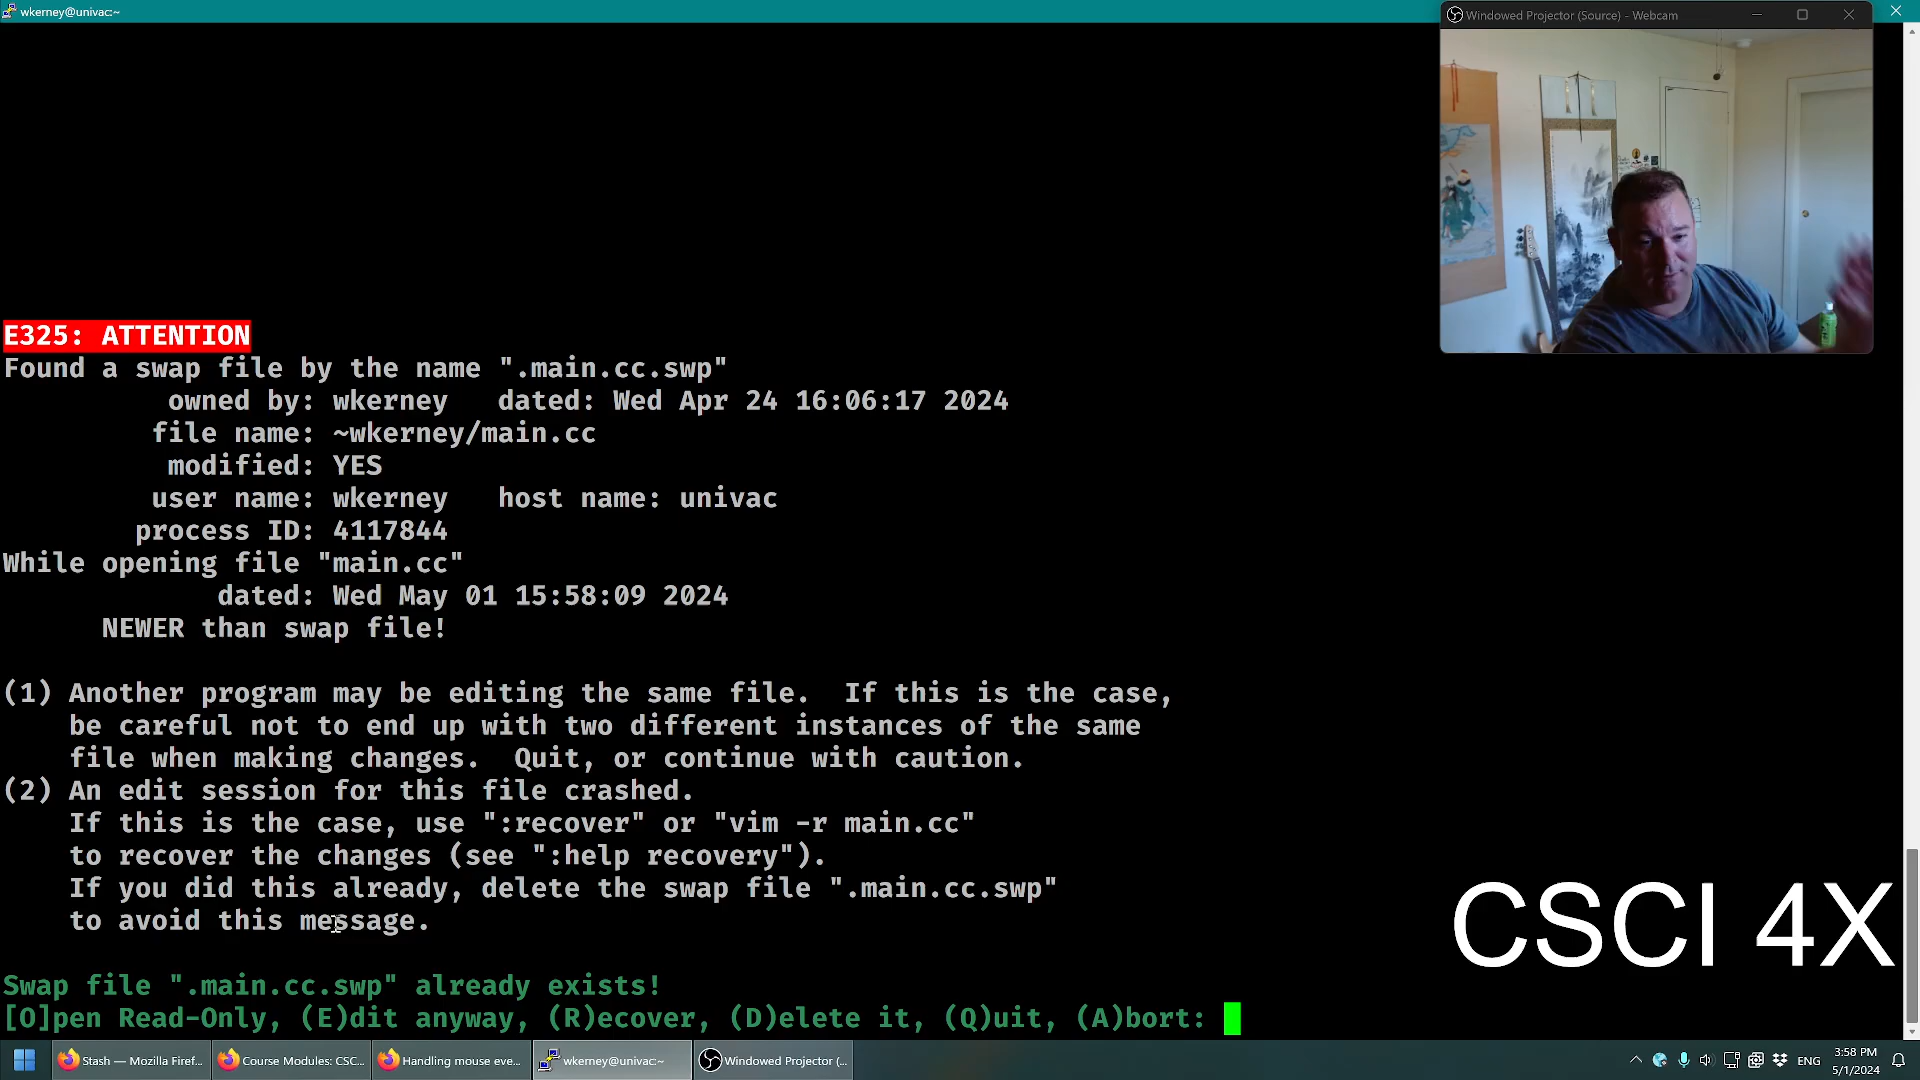 wkerney@univac:~
Windowed Projector (Source) - Webcam
E325: ATTENTION
Found a swap file by the name ".main.cc.swp"
owned by: wkerney   dated: Wed Apr 24 16:06:17 2024
file name: ~wkerney/main.cc
modified: YES
user name: wkerney   host name: univac
process ID: 4117844
While opening file "main.cc"
dated: Wed May 01 15:58:09 2024
NEWER than swap file!
(1) Another program may be editing the same file.  If this is the case,
be careful not to end up with two different instances of the same
file when making changes.  Quit, or continue with caution.
(2) An edit session for this file crashed.
If this is the case, use ":recover" or "vim -r main.cc"
to recover the changes (see ":help recovery").
If you did this already, delete the swap file ".main.cc.swp"
to avoid this message.
CSCI 4X
Swap file ".main.cc.swp" already exists!
[O]pen Read-Only, (E)dit anyway, (R)ecover, (D)elete it, (Q)uit, (A)bort:
Stash — Mozilla Firef...
Course Modules: CSC...
Handling mouse eve...
wkerney@univac:~
Windowed Projector (...
ENG
3:58 PM
5/1/2024